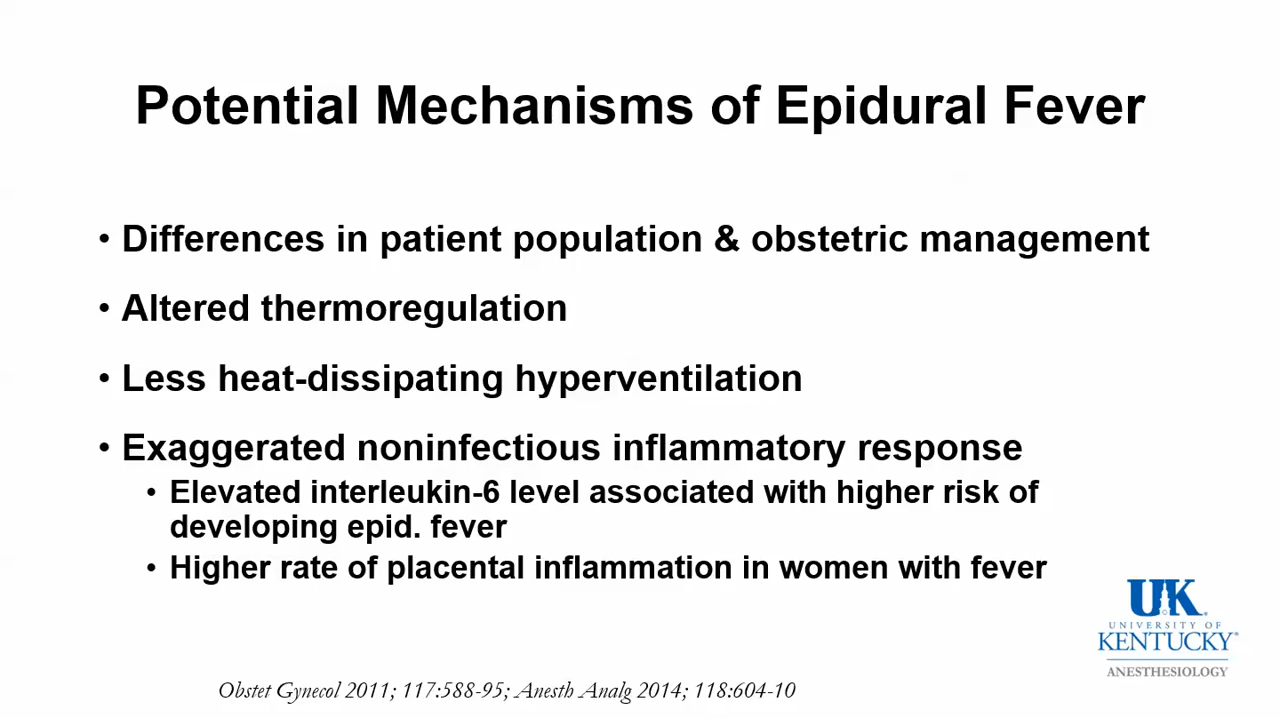 Potential Mechanisms of Epidural Fever
• Differences in patient population & obstetric management
• Altered thermoregulation
• Less heat-dissipating hyperventilation
• Exaggerated noninfectious inflammatory response
• Elevated interleukin-6 level associated with higher risk of
developing epid. fever
• Higher rate of placental inflammation in women with fever
UK
UNIVERSITY OF
KENTUCKY®
ANESTHESIOLOGY
Obstet Gynecol 2011; 117:588-95; Anesth Analg 2014; 118:604-10